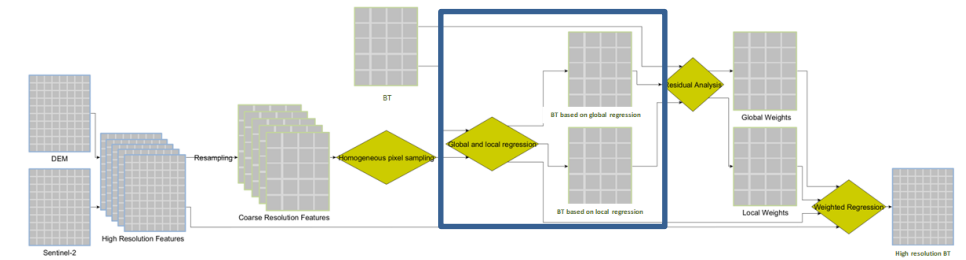 DEM
Sentinel-2
High Resolution Features
Resampling
Coarse Resolution Features
Homogeneous pixel sampling
BT
Global and local regression
BT based on global regression
BT based on local regression
Residual Analysis
Global Weights
Local Weights
Weighted Regression
High resolution BT